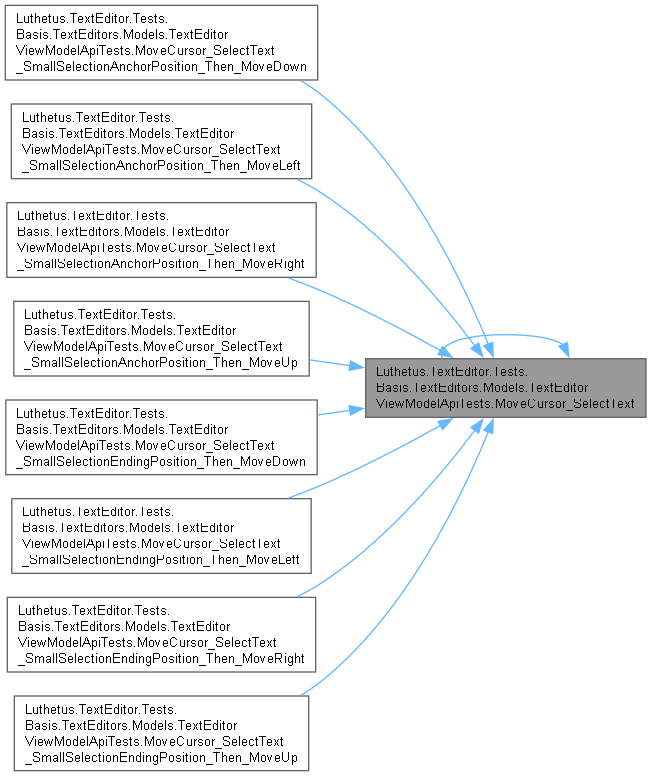 Luthetus.TextEditor.Tests.
Basis.TextEditors.Models.TextEditor
ViewModelApiTests.MoveCursor_SelectText
_SmallSelectionAnchorPosition_Then_MoveDown
Luthetus.TextEditor.Tests.
Basis.TextEditors.Models.TextEditor
ViewModelApiTests.MoveCursor_SelectText
_SmallSelectionAnchorPosition_Then_MoveLeft
Luthetus.TextEditor.Tests.
Basis.TextEditors.Models.TextEditor
ViewModelApiTests.MoveCursor_SelectText
_SmallSelectionAnchorPosition_Then_MoveRight
Luthetus.TextEditor.Tests.
Basis.TextEditors.Models.TextEditor
ViewModelApiTests.MoveCursor_SelectText
_SmallSelectionAnchorPosition_Then_MoveUp
Luthetus.TextEditor.Tests.
Basis.TextEditors.Models.TextEditor
ViewModelApiTests.MoveCursor_SelectText
Luthetus.TextEditor.Tests.
Basis.TextEditors.Models.TextEditor
ViewModelApiTests.MoveCursor_SelectText
_SmallSelectionEndingPosition_Then_MoveDown
Luthetus.TextEditor.Tests.
Basis.TextEditors.Models.TextEditor
ViewModelApiTests.MoveCursor_SelectText
_SmallSelectionEndingPosition_Then_MoveLeft
Luthetus.TextEditor.Tests.
Basis.TextEditors.Models.TextEditor
ViewModelApiTests.MoveCursor_SelectText
_SmallSelectionEndingPosition_Then_MoveRight
Luthetus.TextEditor.Tests.
Basis.TextEditors.Models.TextEditor
ViewModelApiTests.MoveCursor_SelectText
_SmallSelectionEndingPosition_Then_MoveUp